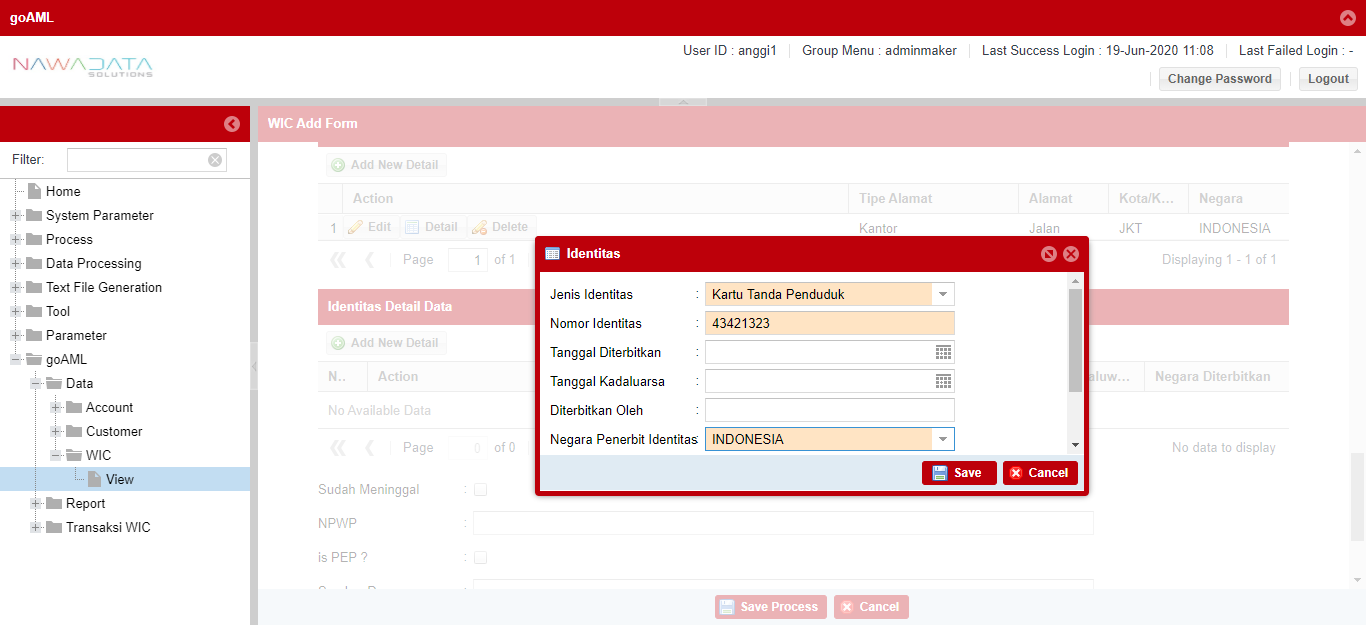 goAML
NAWADATA
SOLUTIONS
User ID : anggi1 Group Menu : adminmaker Last Success Login : 19-Jun-2020 11:08 Last Failed Login : -
Change Password Logout
WIC Add Form
Filter:
Home
System Parameter
Process
Data Processing
Text File Generation
Tool
Parameter
goAML
Data
Account
Customer
WIC
View
Report
Transaksi WIC
Add New Detail
Action Tipe Alamat Alamat Kota/K... Negara
1 Edit Detail Delete Kantor Jalan JKT INDONESIA
Page 1 of 1 Displaying 1 - 1 of 1
Identitas Detail Data
Add New Detail
N.. Action aluw... Negara Diterbitkan
No Available Data
Page 0 of 0 No data to display
Sudah Meninggal :
NPWP :
is PEP ? :
Identitas
Jenis Identitas : Kartu Tanda Penduduk
Nomor Identitas : 43421323
Tanggal Diterbitkan :
Tanggal Kadaluarsa :
Diterbitkan Oleh :
Negara Penerbit Identitas: INDONESIA
Save Cancel
Save Process Cancel